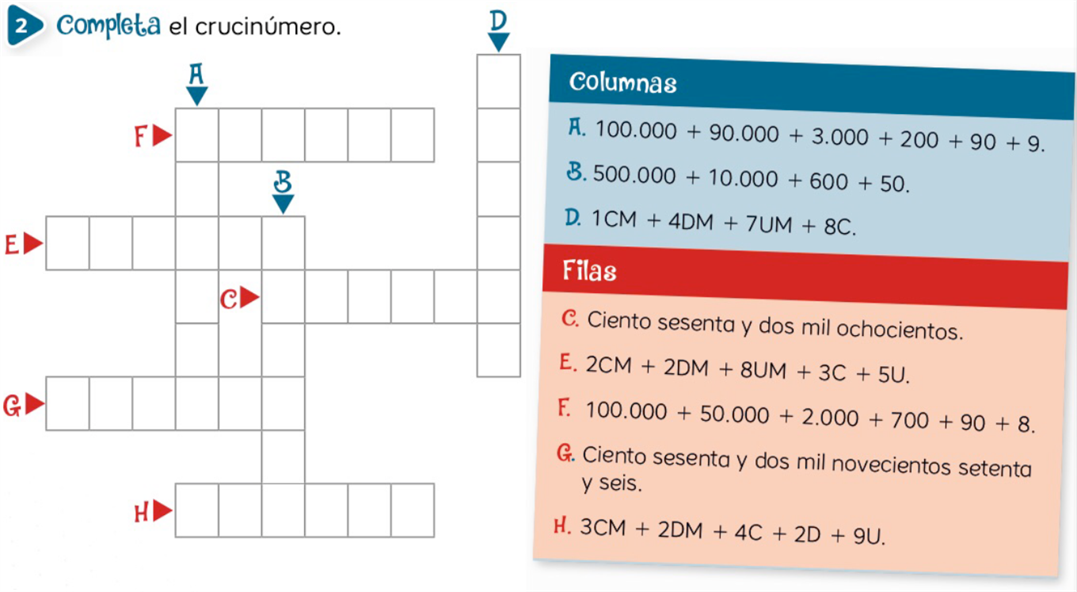 2 Completa el crucinúmero.
D
A
F
B
E
C
G
H
Columnas
A. 100.000 + 90.000 + 3.000 + 200 + 90 + 9.
B. 500.000 + 10.000 + 600 + 50.
D. 1CM + 4DM + 7UM + 8C.
Filas
C. Ciento sesenta y dos mil ochocientos.
E. 2CM + 2DM + 8UM + 3C + 5U.
F. 100.000 + 50.000 + 2.000 + 700 + 90 + 8.
G. Ciento sesenta y dos mil novecientos setenta
y seis.
H. 3CM + 2DM + 4C + 2D + 9U.